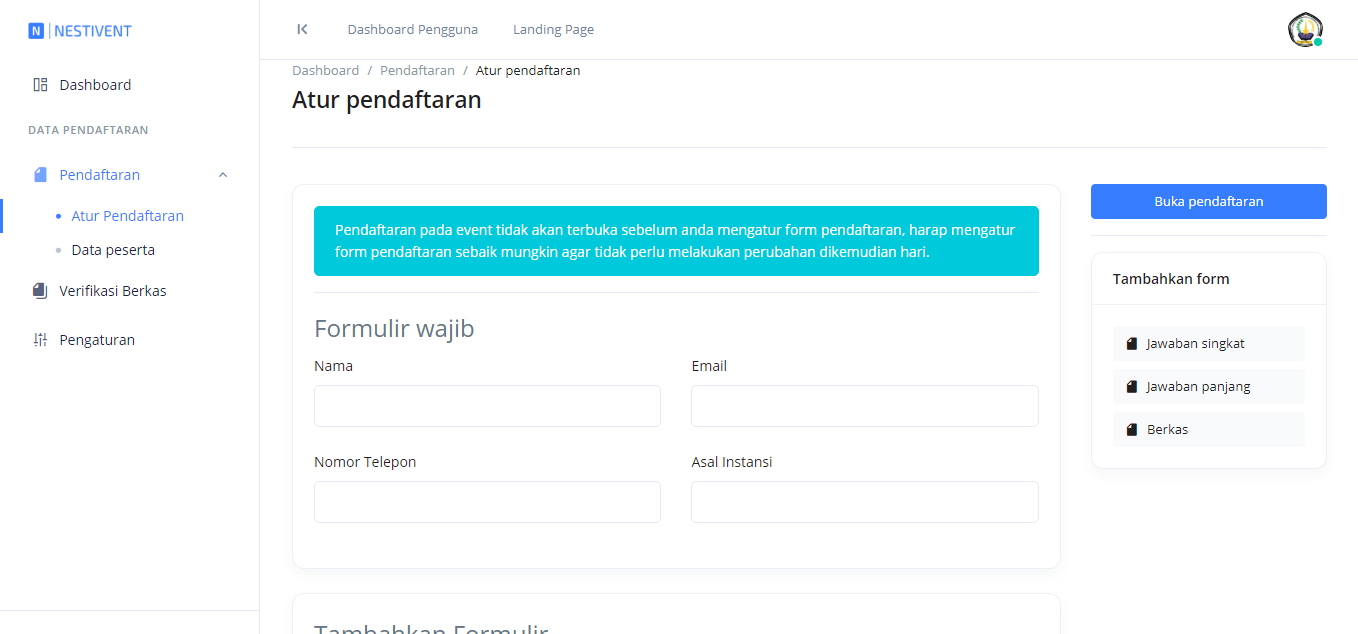 N NESTIVENT
Dashboard
DATA PENDAFTARAN
Pendaftaran
Atur Pendaftaran
Data peserta
Verifikasi Berkas
Pengaturan
Dashboard Pengguna
Landing Page
Dashboard / Pendaftaran / Atur pendaftaran
Atur pendaftaran
Pendaftaran pada event tidak akan terbuka sebelum anda mengatur form pendaftaran, harap mengatur
form pendaftaran sebaik mungkin agar tidak perlu melakukan perubahan dikemudian hari.
Formulir wajib
Nama
Email
Nomor Telepon
Asal Instansi
Tambahkan Formulir
Buka pendaftaran
Tambahkan form
Jawaban singkat
Jawaban panjang
Berkas